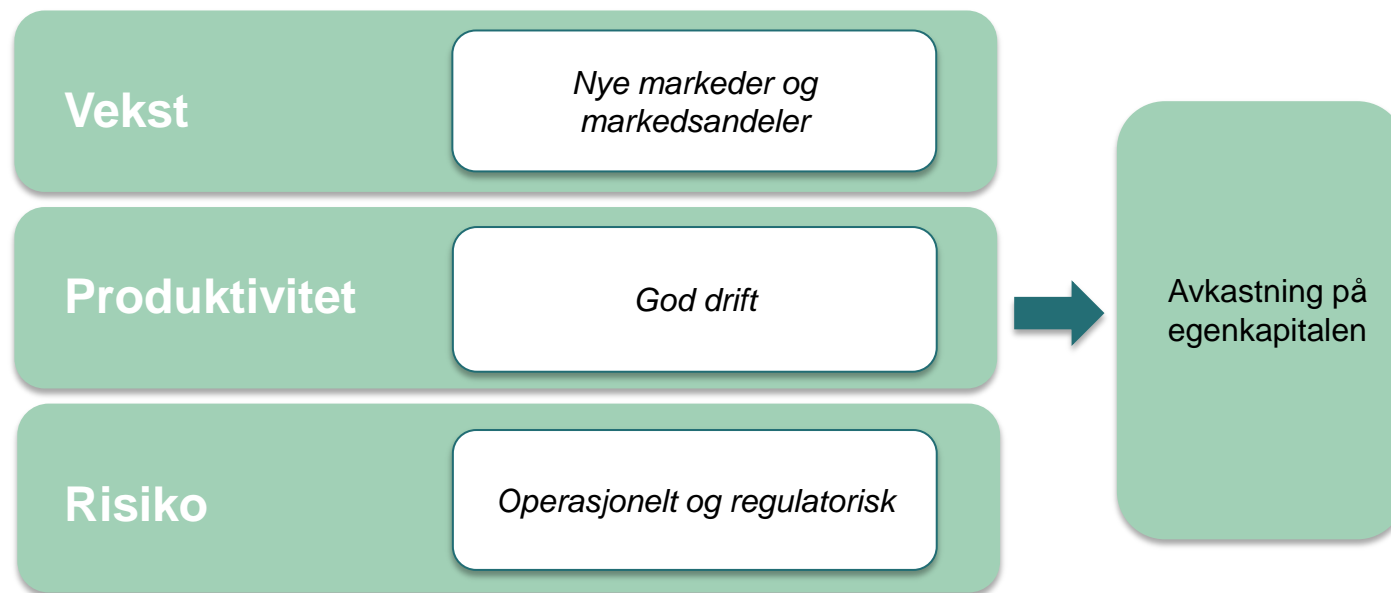 Vekst
Nye markeder og
markedsandeler
Produktivitet
God drift
Risiko
Operasjonelt og regulatorisk
Avkastning på
egenkapitalen